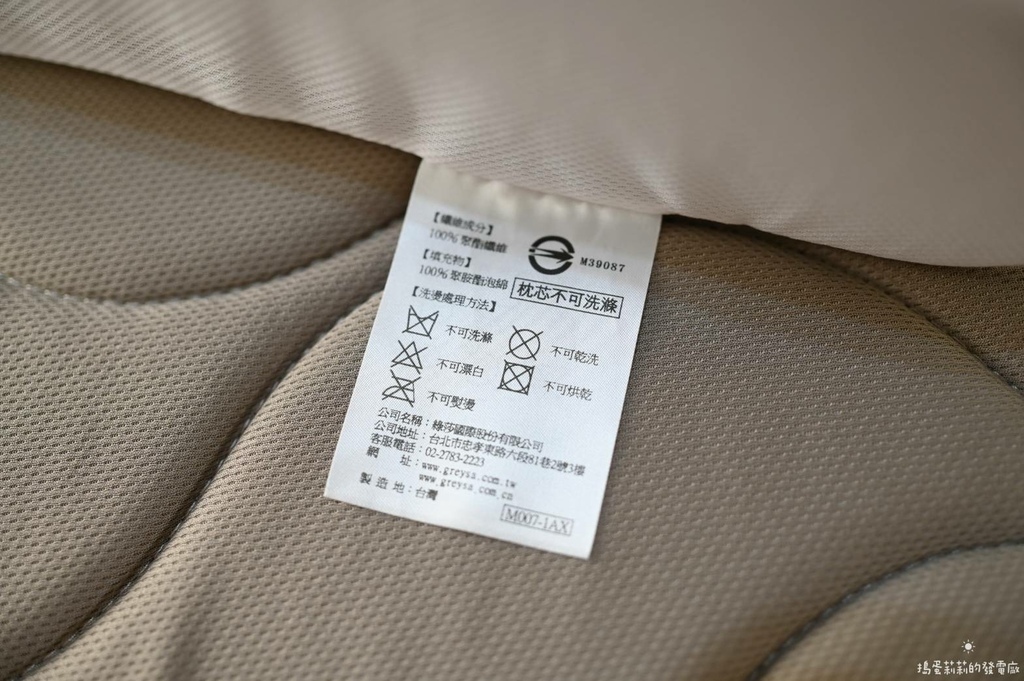 【纖維成分】
100% 聚酯纖維
M39087
【填充物】
100% 聚胺酯泡綿
枕芯不可洗滌
【洗燙處理方法】
不可洗滌
不可乾洗
不可漂白
不可烘乾
不可熨燙
公司名稱：綠莎國際股份有限公司
公司地址：台北市忠孝東路六段81巷2號3樓
客服電話：02-2783-2223
網 址：www.greysa.com.tw
www.greysa.com.cn
製 造 地：台灣
M007-1AX
搗蛋莉莉的發電廠